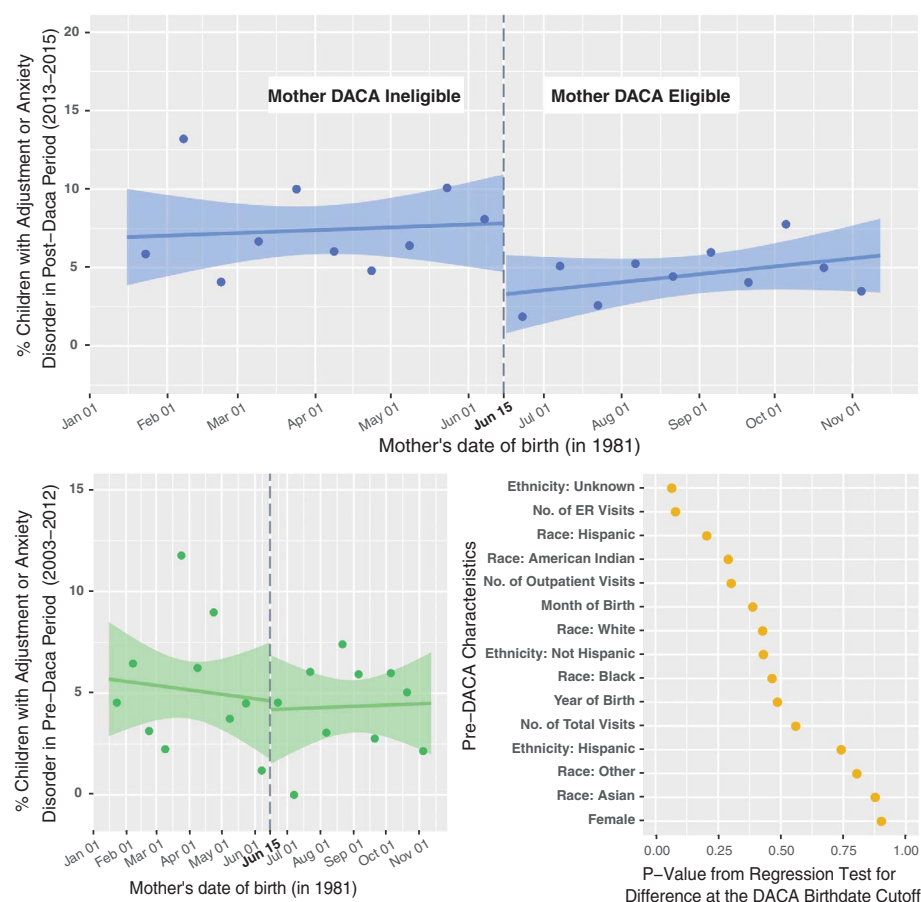 % Children with Adjustment or Anxiety
Disorder in Post−Daca Period (2013−2015)
20
15
10
5
0
Mother DACA Ineligible
Mother DACA Eligible
Jan 01
Feb 01
Mar 01
Apr 01
May 01
Jun 01
Jun 15
Jul 01
Aug 01
Sep 01
Oct 01
Nov 01
Mother's date of birth (in 1981)
% Children with Adjustment or Anxiety
Disorder in Pre−Daca Period (2003−2012)
15
10
5
0
Jan 01
Feb 01
Mar 01
Apr 01
May 01
Jun 01
Jun 15
Jul 01
Aug 01
Sep 01
Oct 01
Nov 01
Mother's date of birth (in 1981)
Pre−DACA Characteristics
Ethnicity: Unknown
No. of ER Visits
Race: Hispanic
Race: American Indian
No. of Outpatient Visits
Month of Birth
Race: White
Ethnicity: Not Hispanic
Race: Black
Year of Birth
No. of Total Visits
Ethnicity: Hispanic
Race: Other
Race: Asian
Female
0.00
0.25
0.50
0.75
1.00
P−Value from Regression Test for
Difference at the DACA Birthdate Cutoff